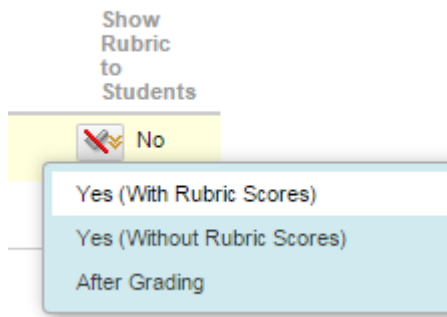 Show
Rubric
to
Students
No
Yes (With Rubric Scores)
Yes (Without Rubric Scores)
After Grading